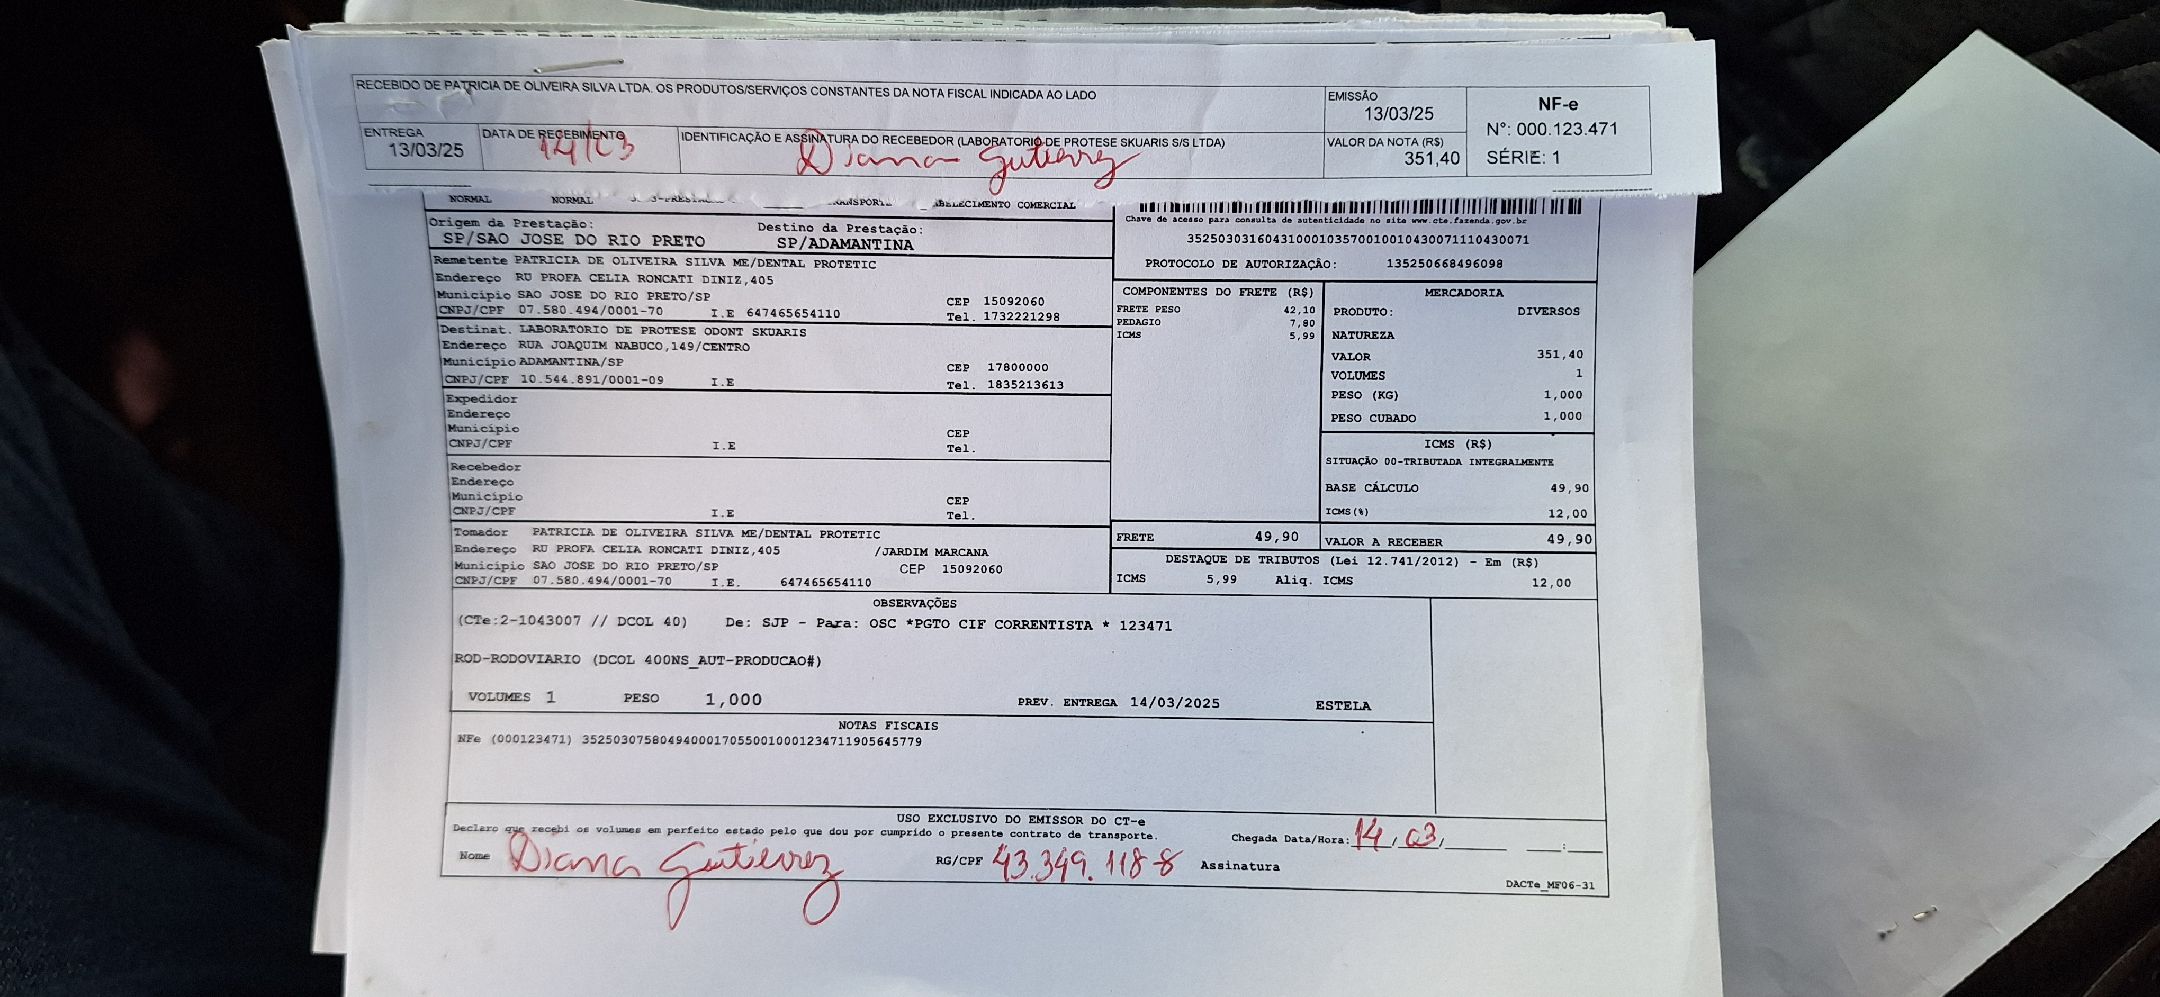 RECEBIDO DE PATRICIA DE OLIVEIRA SILVA LTDA. OS PRODUTOS/SERVIÇOS CONSTANTES DA NOTA FISCAL INDICADA AO LADO
EMISSÃO
13/03/25
NF-e
N°: 000.123.471
SÉRIE: 1
ENTREGA
13/03/25
DATA DE RECEBIMENTO
14/03
IDENTIFICAÇÃO E ASSINATURA DO RECEBEDOR (LABORATORIO DE PROTESE SKUARIS S/S LTDA)
Diana Gutierrez
VALOR DA NOTA (R$)
351,40
NORMAL NORMAL ABELECIMENTO COMERCIAL
Origem da Prestação:
SP/SAO JOSE DO RIO PRETO
Destino da Prestação:
SP/ADAMANTINA
Chave de acesso para consulta de autenticidade no site www.cte.fazenda.gov.br
35250303160431000103570010010430071110430071
PROTOCOLO DE AUTORIZAÇÃO: 135250668496098
Remetente PATRICIA DE OLIVEIRA SILVA ME/DENTAL PROTETIC
Endereço RU PROFA CELIA RONCATI DINIZ,405
Município SAO JOSE DO RIO PRETO/SP CEP 15092060
CNPJ/CPF 07.580.494/0001-70 I.E 647465654110 Tel. 1732221298
Destinat. LABORATORIO DE PROTESE ODONT SKUARIS
Endereço RUA JOAQUIM NABUCO,149/CENTRO
Município ADAMANTINA/SP CEP 17800000
CNPJ/CPF 10.544.891/0001-09 I.E Tel. 1835213613
Expedidor
Endereço
Município CEP
CNPJ/CPF I.E Tel.
Recebedor
Endereço
Município CEP
CNPJ/CPF I.E Tel.
Tomador PATRICIA DE OLIVEIRA SILVA ME/DENTAL PROTETIC
Endereço RU PROFA CELIA RONCATI DINIZ,405 /JARDIM MARCANA
Município SAO JOSE DO RIO PRETO/SP CEP 15092060
CNPJ/CPF 07.580.494/0001-70 I.E. 647465654110
COMPONENTES DO FRETE (R$)
FRETE PESO 42,10
PEDAGIO 7,80
ICMS 5,99
MERCADORIA
PRODUTO: DIVERSOS
NATUREZA
VALOR 351,40
VOLUMES 1
PESO (KG) 1,000
PESO CUBADO 1,000
ICMS (R$)
SITUAÇÃO 00-TRIBUTADA INTEGRALMENTE
BASE CÁLCULO 49,90
ICMS(%) 12,00
FRETE 49,90
VALOR A RECEBER 49,90
DESTAQUE DE TRIBUTOS (Lei 12.741/2012) - Em (R$)
ICMS 5,99 Aliq. ICMS 12,00
OBSERVAÇÕES
(CTe:2-1043007 // DCOL 40) De: SJP - Para: OSC *PGTO CIF CORRENTISTA * 123471
ROD-RODOVIARIO (DCOL 400NS_AUT-PRODUCAO#)
VOLUMES 1 PESO 1,000 PREV. ENTREGA 14/03/2025 ESTELA
NOTAS FISCAIS
NFe (000123471) 35250307580494000170550010001234711905645779
USO EXCLUSIVO DO EMISSOR DO CT-e
Declaro que recebi os volumes em perfeito estado pelo que dou por cumprido o presente contrato de transporte.
Chegada Data/Hora: 14/03/
Nome Diana Gutierrez RG/CPF 43.349.118-8 Assinatura
DACTe_MF06-31